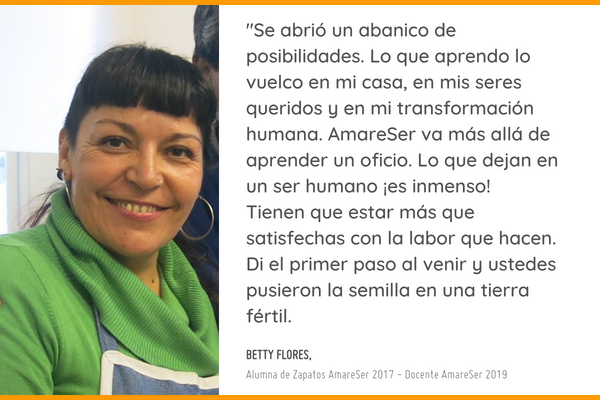 "Se abrió un abanico de
posibilidades. Lo que aprendo lo
vuelco en mi casa, en mis seres
queridos y en mi transformación
humana. AmareSer va más allá de
aprender un oficio. Lo que dejan en
un ser humano ¡es inmenso!
Tienen que estar más que
satisfechas con la labor que hacen.
Di el primer paso al venir y ustedes
pusieron la semilla en una tierra
fértil.
BETTY FLORES,
Alumna de Zapatos AmareSer 2017 - Docente AmareSer 2019